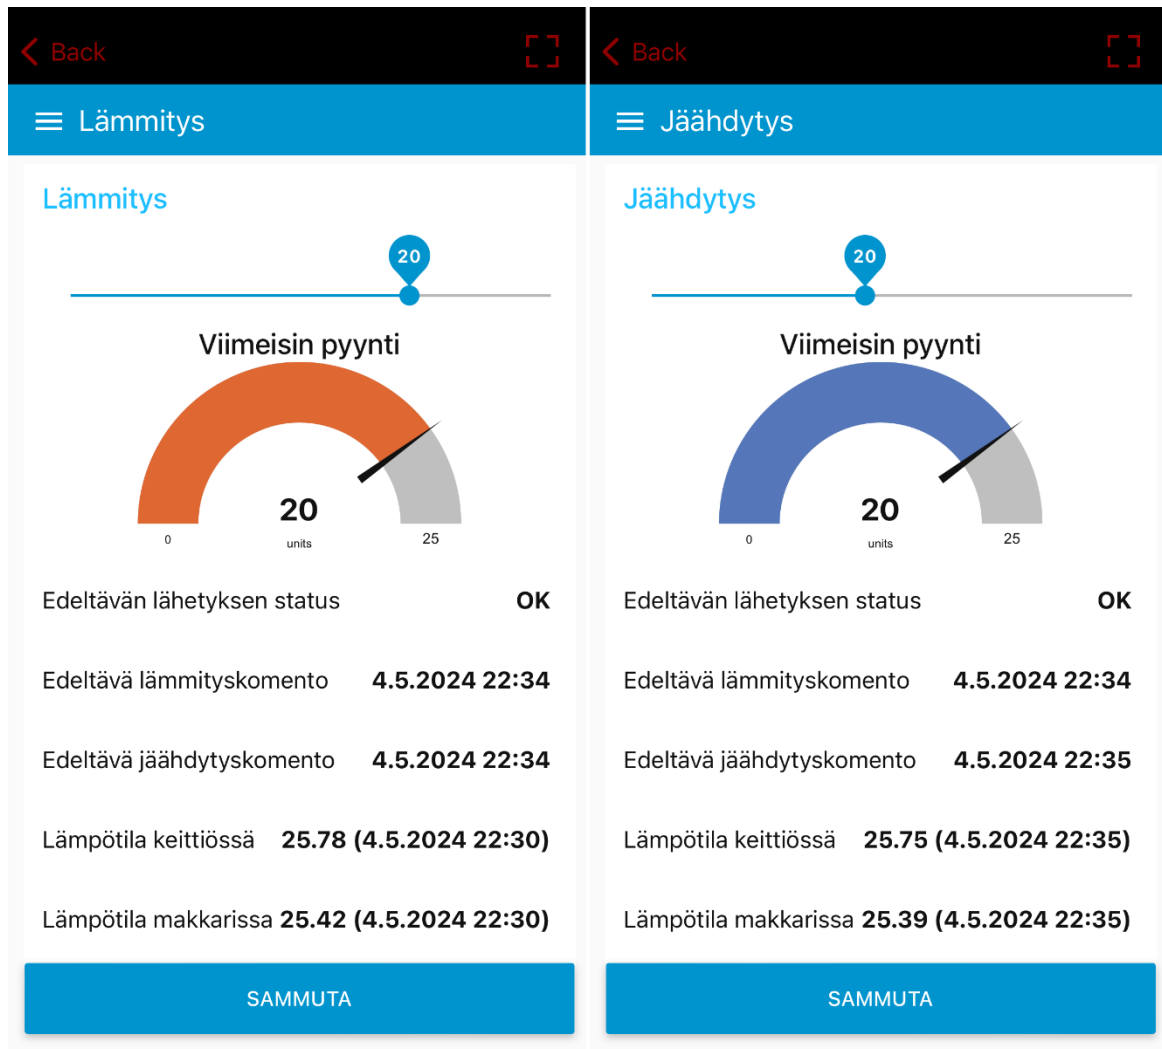 Back
Lämmitys
Lämmitys
20
Viimeisin pyynti
20
units
0
25
Edeltävän lähetyksen status OK
Edeltävä lämmityskomento 4.5.2024 22:34
Edeltävä jäähdytyskomento 4.5.2024 22:34
Lämpötila keittiössä 25.78 (4.5.2024 22:30)
Lämpötila makkarissa 25.42 (4.5.2024 22:30)
SAMMUTA
Back
Jäähdytys
Jäähdytys
20
Viimeisin pyynti
20
units
0
25
Edeltävän lähetyksen status OK
Edeltävä lämmityskomento 4.5.2024 22:34
Edeltävä jäähdytyskomento 4.5.2024 22:35
Lämpötila keittiössä 25.75 (4.5.2024 22:35)
Lämpötila makkarissa 25.39 (4.5.2024 22:35)
SAMMUTA